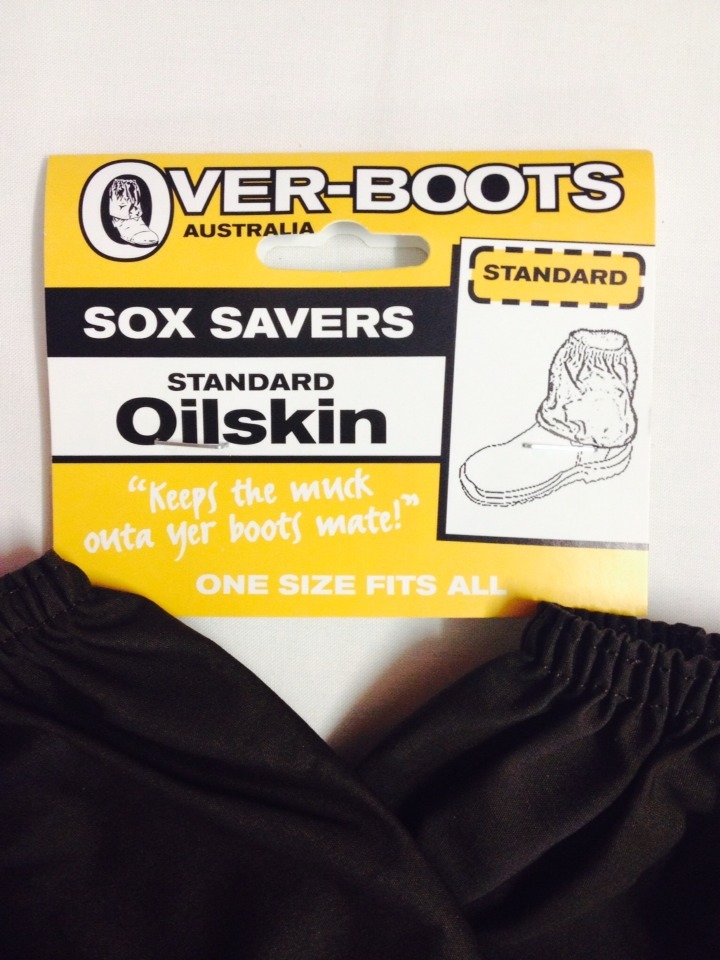 OVER-BOOTS
AUSTRALIA
STANDARD
SOX SAVERS
STANDARD
Oilskin
"Keeps the muck
outa yer boots mate!"
ONE SIZE FITS ALL